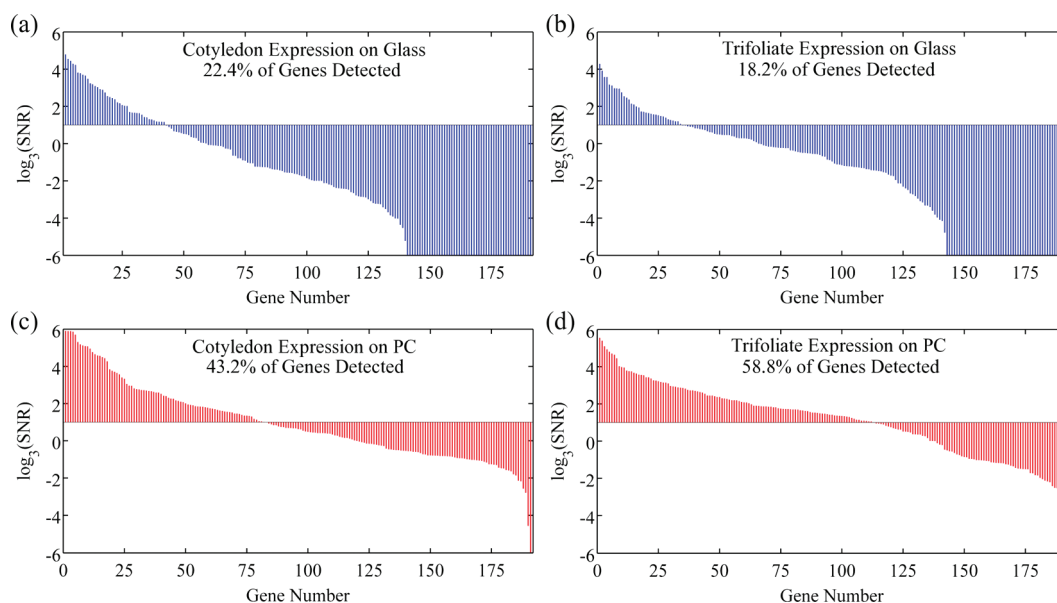 (a)
Cotyledon Expression on Glass
22.4% of Genes Detected
log3(SNR)
6
4
2
0
-2
-4
-6
25
50
75
100
125
150
175
Gene Number
(b)
Trifoliate Expression on Glass
18.2% of Genes Detected
log3(SNR)
6
4
2
0
-2
-4
-6
0
25
50
75
100
125
150
175
Gene Number
(c)
Cotyledon Expression on PC
43.2% of Genes Detected
log3(SNR)
6
4
2
0
-2
-4
-6
0
25
50
75
100
125
150
175
Gene Number
(d)
Trifoliate Expression on PC
58.8% of Genes Detected
log3(SNR)
6
4
2
0
-2
-4
-6
0
25
50
75
100
125
150
175
Gene Number